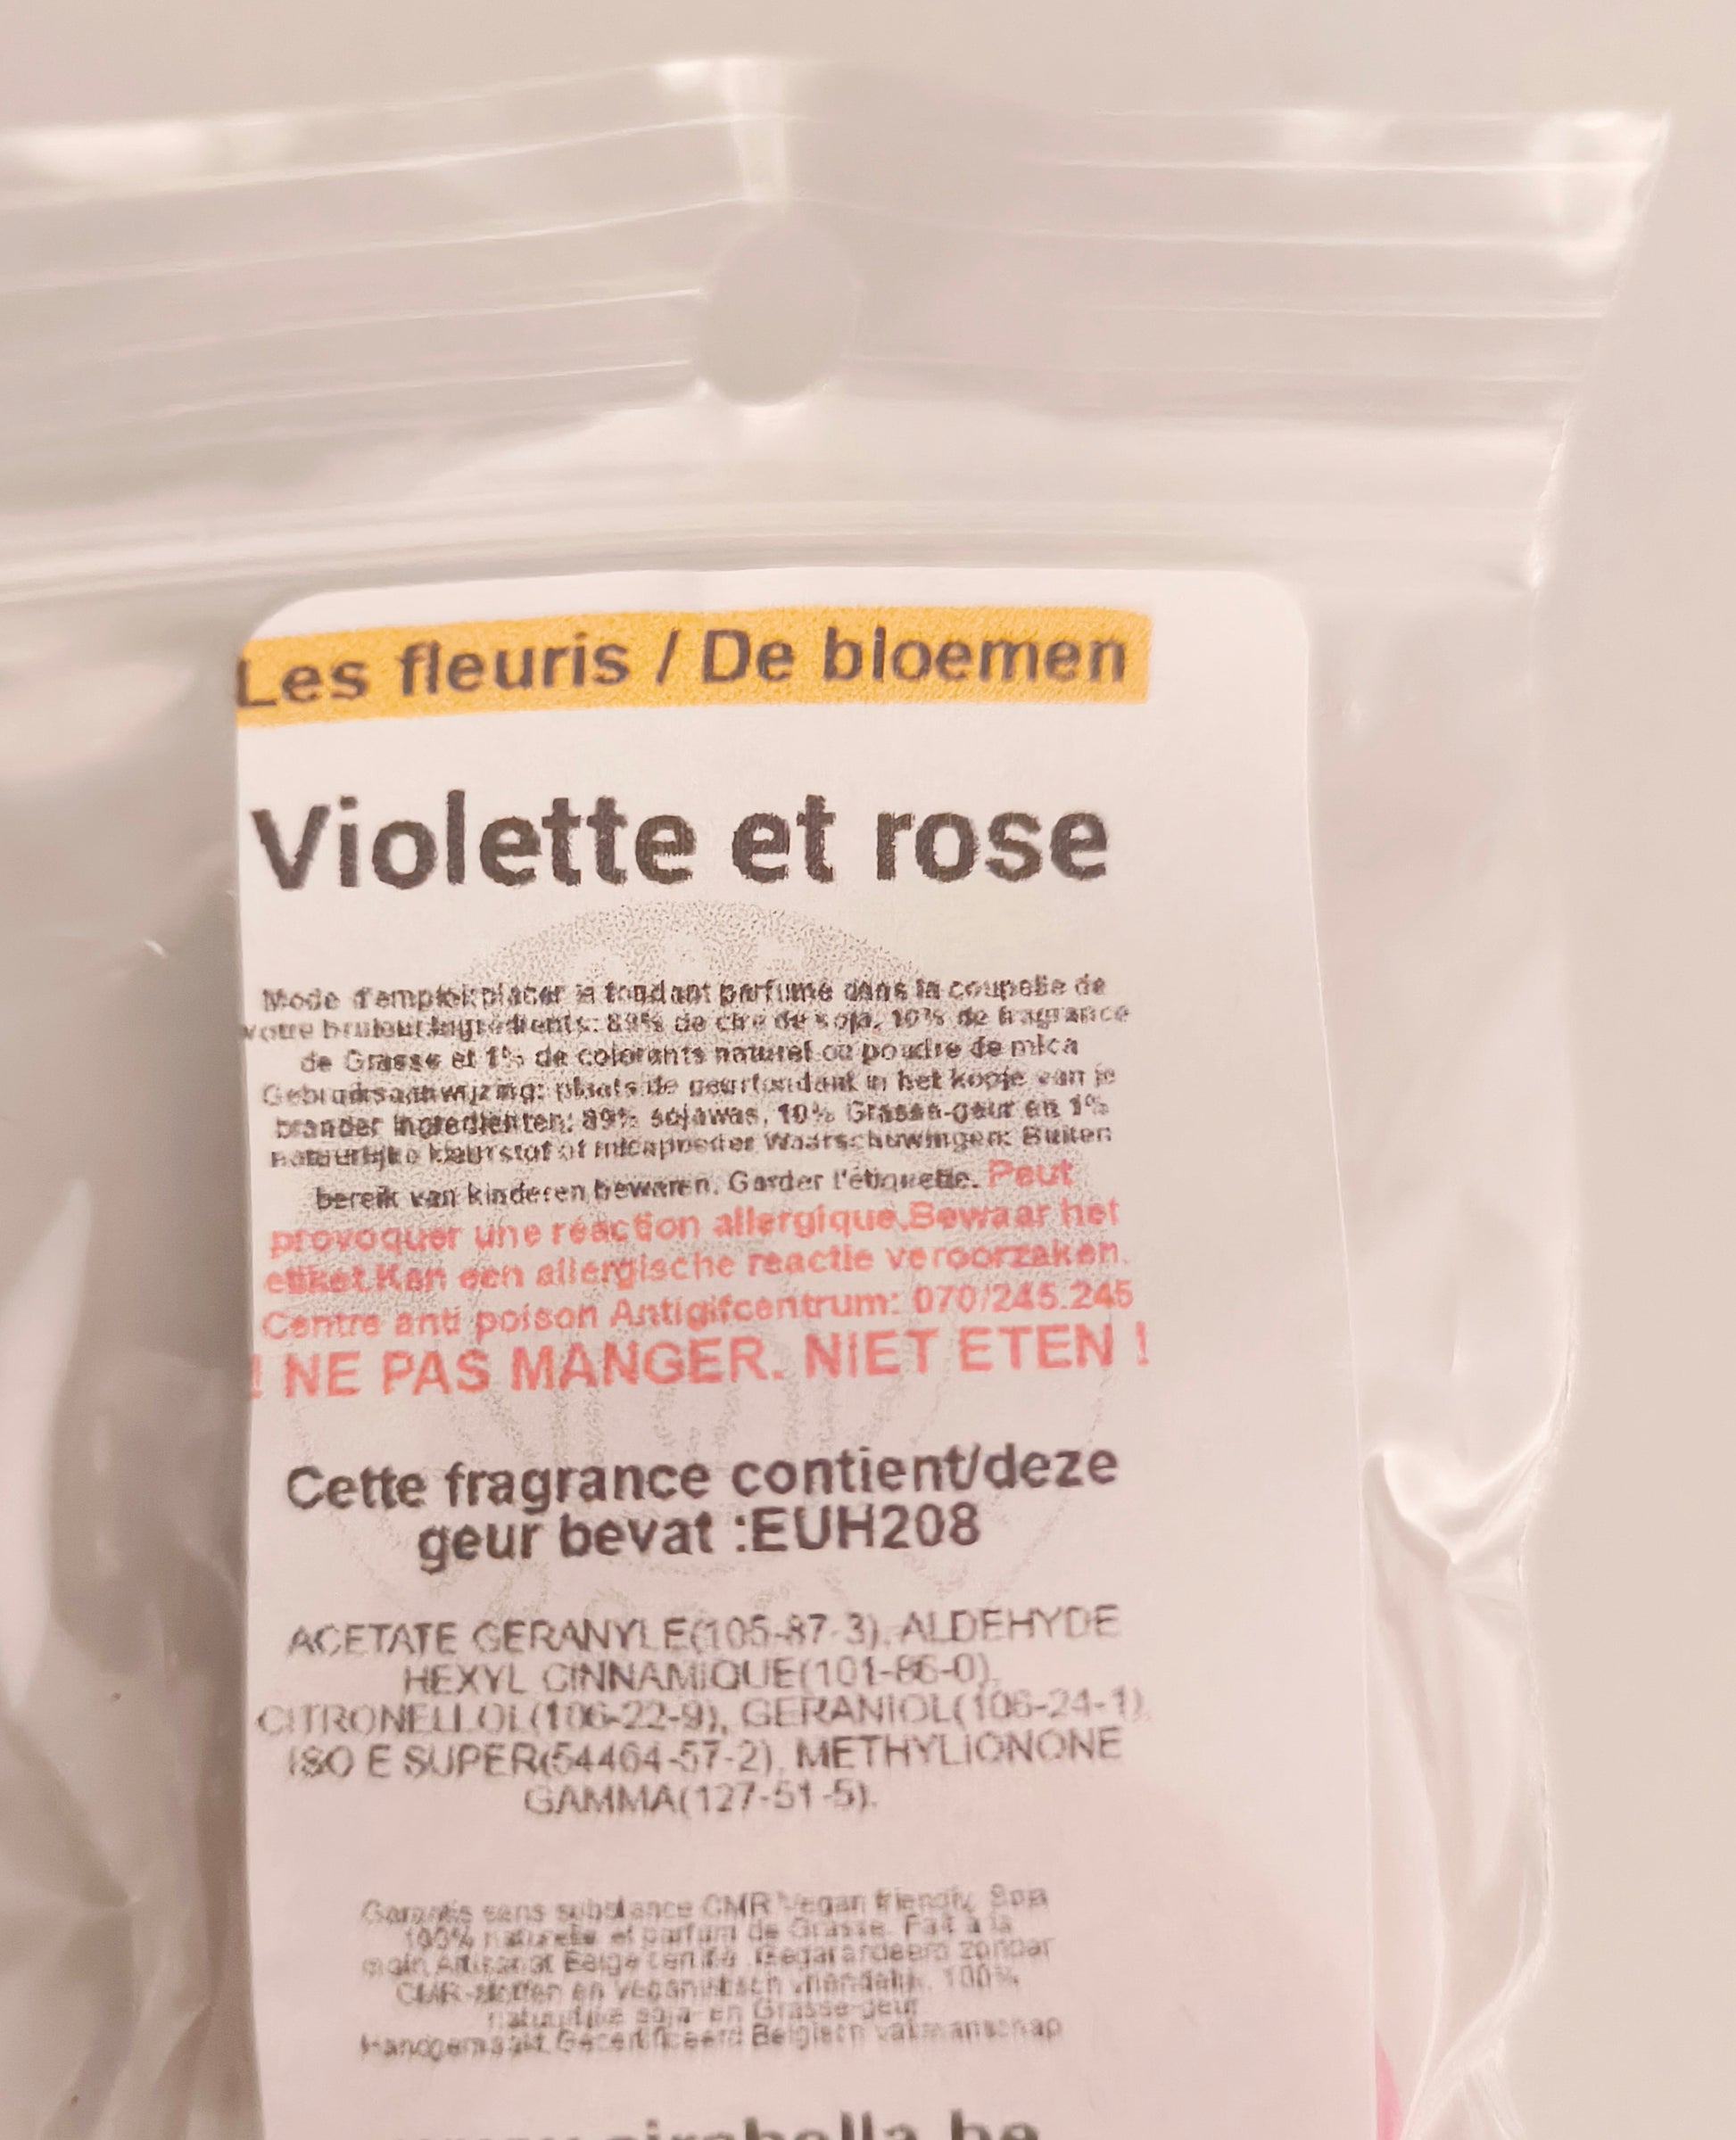 Les fleuris / De bloemen
Violette et rose
Mode d'emploi: placer le fondant parfumé dans la coupelle de
votre bruleur. Ingrédients: 89% de cire de soja, 10% de fragrance
de Grasse et 1% de colorants naturel ou poudre de mica
Gebruiksaanwijzing: plaats de geurfondant in het kopje van je
brander Ingrediënten: 89% sojawas, 10% Grasse-geur en 1%
natuurlijke kleurstof of micapoeder Waarschuwingen: Buiten
bereik van kinderen bewaren. Garder l'étiquette. Peut
provoquer une réaction allergique.Bewaar het
etiket.Kan een allergische reactie veroorzaken.
Centre anti poison Antigifcentrum: 070/245.245
! NE PAS MANGER. NIET ETEN !
Cette fragrance contient/deze
geur bevat :EUH208
ACETATE GERANYLE(105-87-3), ALDEHYDE
HEXYL CINNAMIQUE(101-86-0),
CITRONELLOL(106-22-9), GERANIOL(106-24-1),
ISO E SUPER(54464-57-2), METHYLIONONE
GAMMA(127-51-5).
Garantis sans substance CMR Vegan friendly. Soja
100% naturelle et parfum de Grasse. Fait à la
main Artisanat Belge certifié. Gegarandeerd zonder
CMR-stoffen en veganistisch vriendelijk. 100%
natuurlijke soja- en Grasse-geur
Handgemaakt Gecertificeerd Belgisch vakmanschap